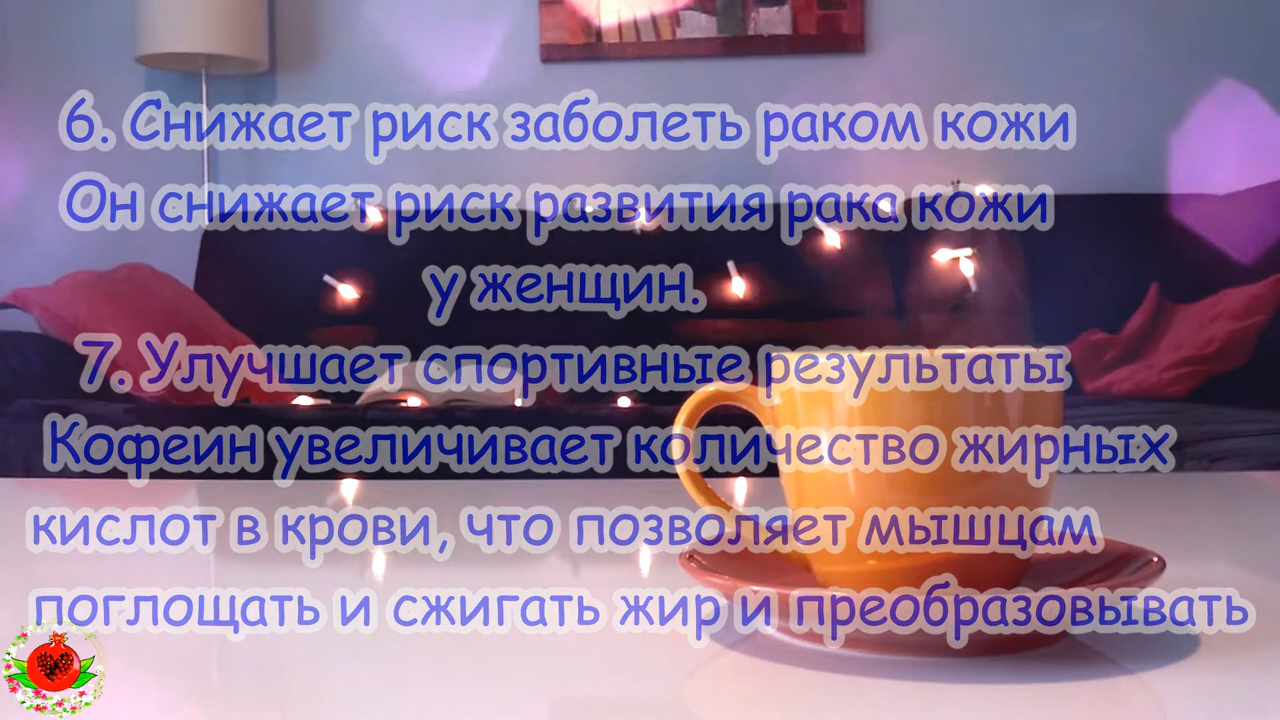 6. Снижает риск заболеть раком кожи
Он снижает риск развития рака кожи
у женщин.
7. Улучшает спортивные результаты
Кофеин увеличивает количество жирных
кислот в крови, что позволяет мышцам
поглощать и сжигать жир и преобразовывать